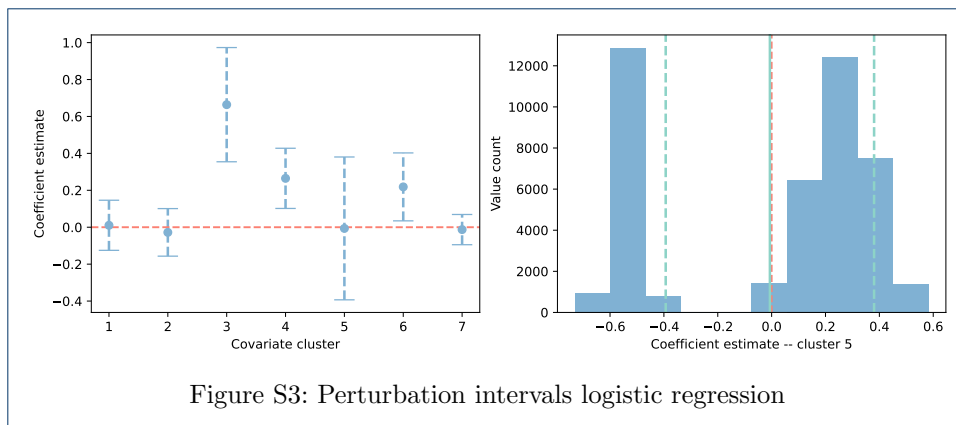 1.0
0.8
0.6
0.4
0.2
0.0
−0.2
−0.4
Coefficient estimate
1 2 3 4 5 6 7
Covariate cluster
12000
10000
8000
6000
4000
2000
0
Value count
−0.6 −0.4 −0.2 0.0 0.2 0.4 0.6
Coefficient estimate -- cluster 5
Figure S3: Perturbation intervals logistic regression